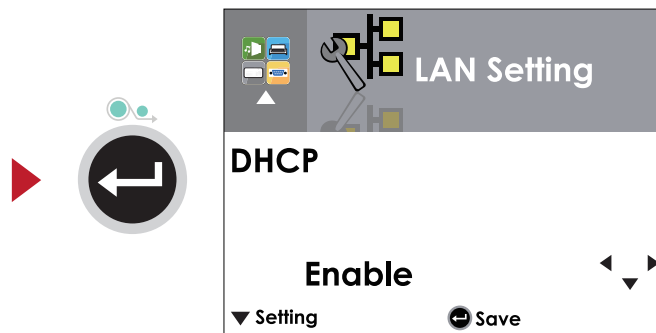 LAN Setting
DHCP
Enable
Setting
Save